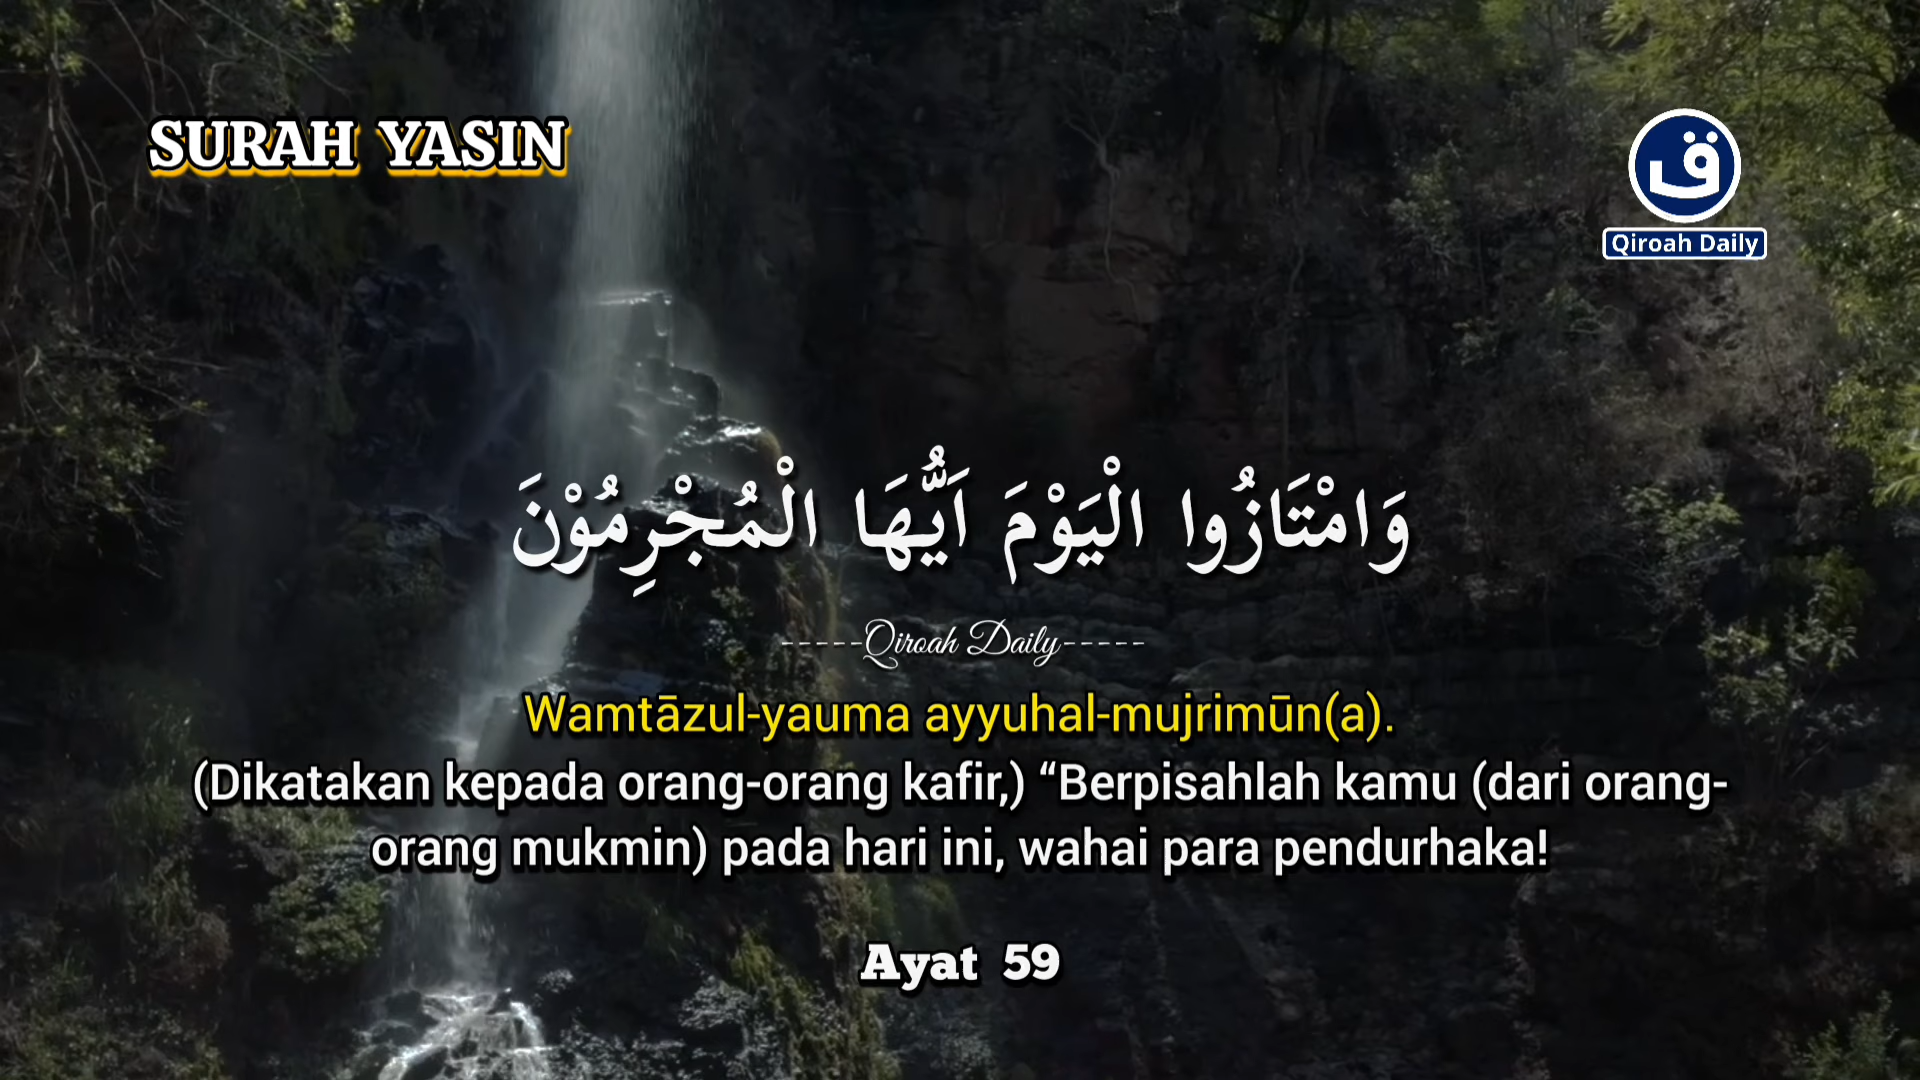 SURAH YASIN
ق
Qiroah Daily
وَامْتَازُوا الْيَوْمَ اَيُّهَا الْمُجْرِمُوْنَ
-----Qiroah Daily-----
Wamtāzul-yauma ayyuhal-mujrimūn(a).
(Dikatakan kepada orang-orang kafir,) “Berpisahlah kamu (dari orang-
orang mukmin) pada hari ini, wahai para pendurhaka!
Ayat 59